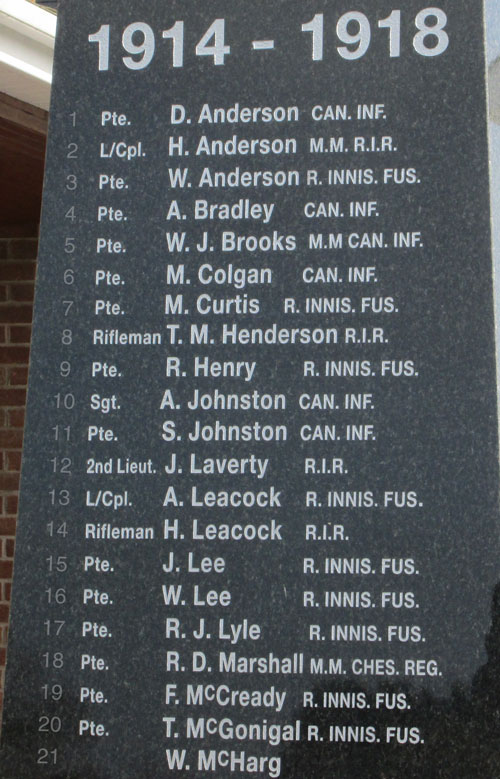 1914 - 1918
1 Pte. D. Anderson CAN. INF.
2 L/Cpl. H. Anderson M.M. R.I.R.
3 Pte. W. Anderson R. INNIS. FUS.
4 Pte. A. Bradley CAN. INF.
5 Pte. W. J. Brooks M.M CAN. INF.
6 Pte. M. Colgan CAN. INF.
7 Pte. M. Curtis R. INNIS. FUS.
8 Rifleman T. M. Henderson R.I.R.
9 Pte. R. Henry R. INNIS. FUS.
10 Sgt. A. Johnston CAN. INF.
11 Pte. S. Johnston CAN. INF.
12 2nd Lieut. J. Laverty R.I.R.
13 L/Cpl. A. Leacock R. INNIS. FUS.
14 Rifleman H. Leacock R.I.R.
15 Pte. J. Lee R. INNIS. FUS.
16 Pte. W. Lee R. INNIS. FUS.
17 Pte. R. J. Lyle R. INNIS. FUS.
18 Pte. R. D. Marshall M.M. CHES. REG.
19 Pte. F. McCready R. INNIS. FUS.
20 Pte. T. McGonigal R. INNIS. FUS.
21 W. McHarg